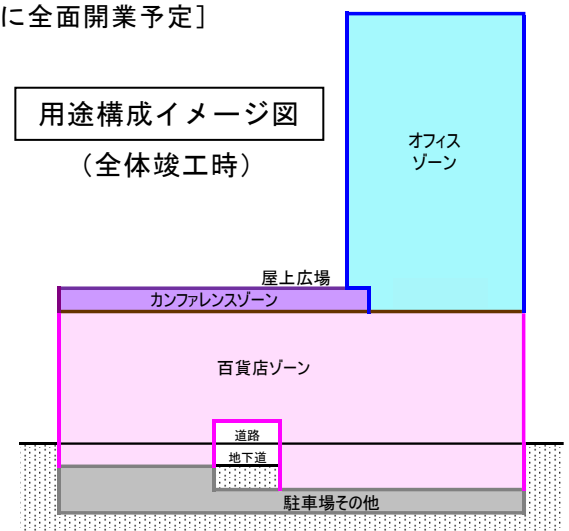 に全面開業予定]
用途構成イメージ図
（全体竣工時）
オフィス
ゾーン
屋上広場
カンファレンスゾーン
百貨店ゾーン
道路
地下道
駐車場その他